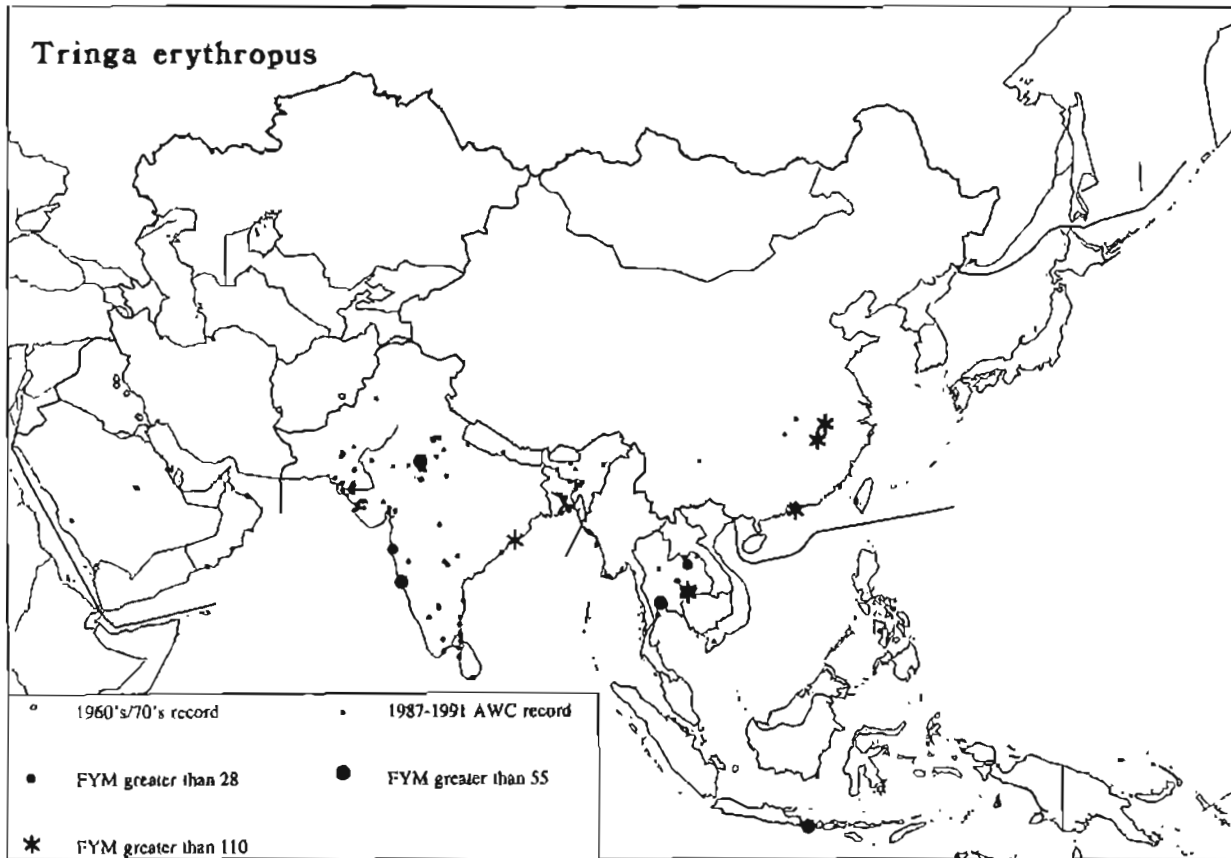 Tringa erythropus
1960's/70's record
1987-1991 AWC record
FYM greater than 28
FYM greater than 55
FYM greater than 110